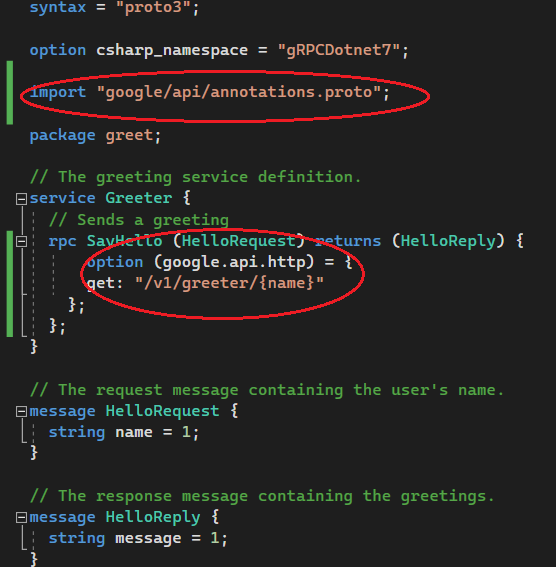 syntax = "proto3";
option csharp_namespace = "gRPCDotnet7";
import "google/api/annotations.proto";
package greet;
// The greeting service definition.
service Greeter {
// Sends a greeting
rpc SayHello (HelloRequest) returns (HelloReply) {
option (google.api.http) = {
get: "/v1/greeter/{name}"
};
};
}
// The request message containing the user's name.
message HelloRequest {
string name = 1;
}
// The response message containing the greetings.
message HelloReply {
string message = 1;
}